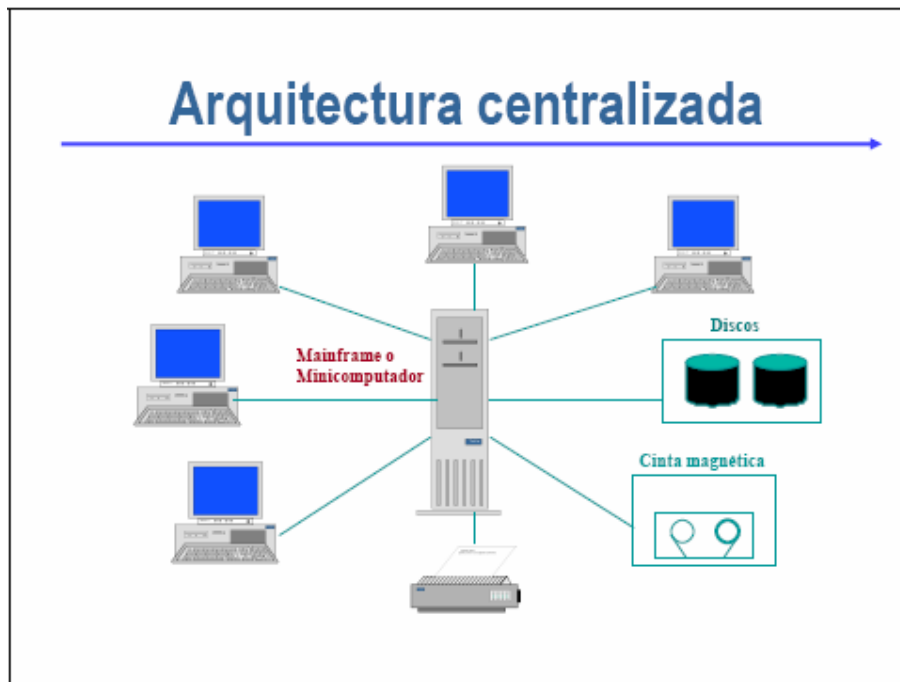 Arquitectura centralizada
Discos
Mainframe o
Minicomputador
Cinta magnética